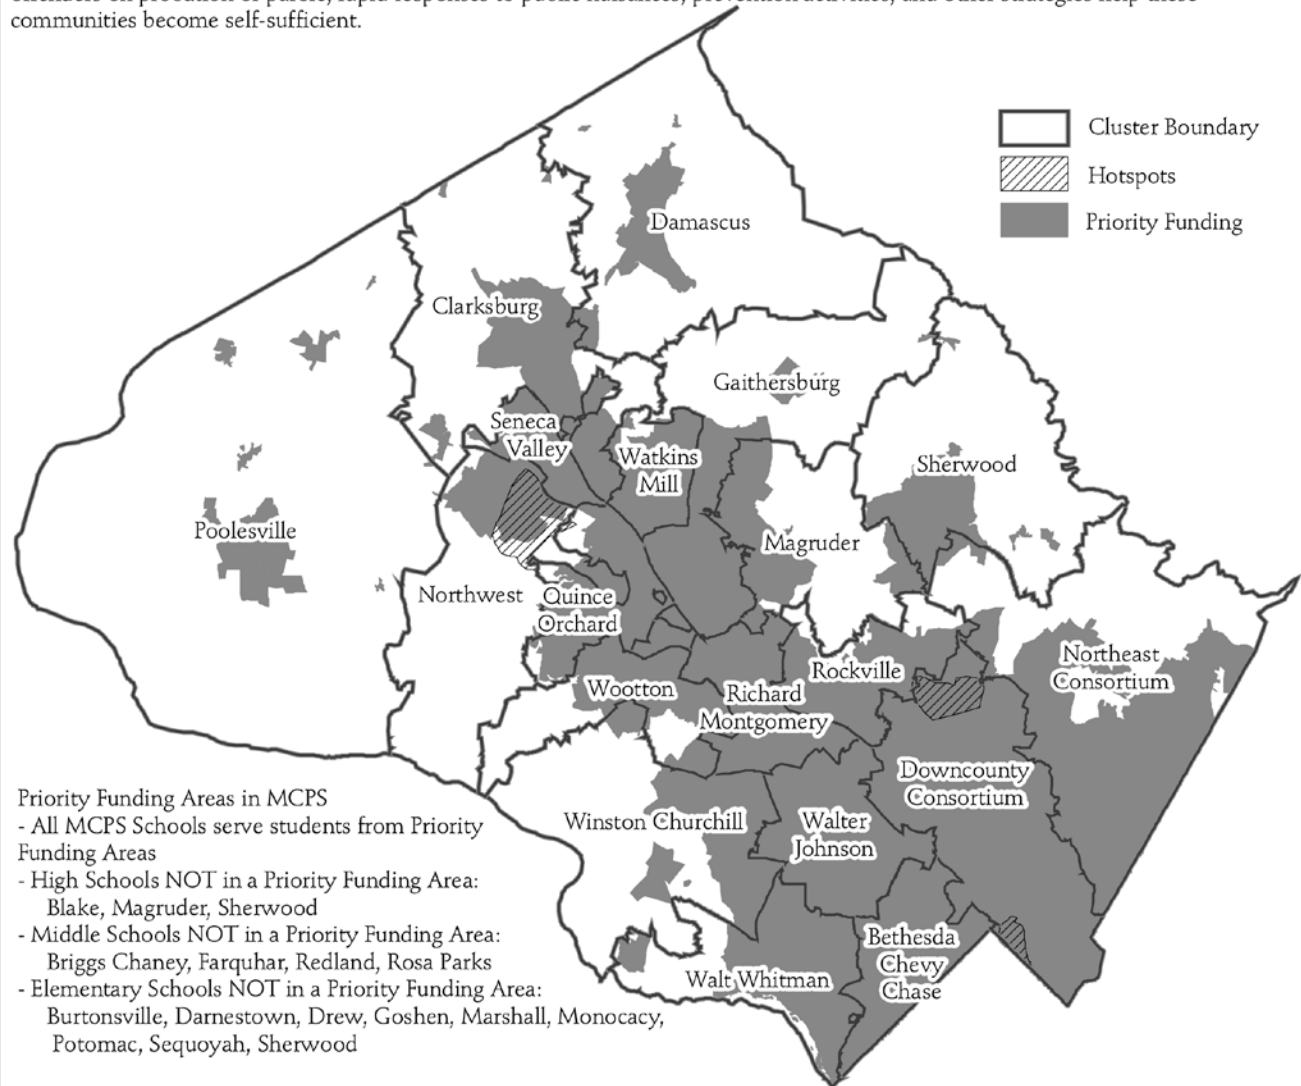 communities become self-sufficient.
Cluster Boundary
Hotspots
Priority Funding
Damascus
Clarksburg
Gaithersburg
Seneca
Valley
Watkins
Mill
Sherwood
Poolesville
Magruder
Northwest
Quince
Orchard
Northeast
Consortium
Rockville
Wootton
Richard
Montgomery
Downcounty
Consortium
Winston Churchill
Walter
Johnson
Bethesda
Chevy
Chase
Walt Whitman
Priority Funding Areas in MCPS
- All MCPS Schools serve students from Priority
Funding Areas
- High Schools NOT in a Priority Funding Area:
Blake, Magruder, Sherwood
- Middle Schools NOT in a Priority Funding Area:
Briggs Chaney, Farquhar, Redland, Rosa Parks
- Elementary Schools NOT in a Priority Funding Area:
Burtonsville, Darnestown, Drew, Goshen, Marshall, Monocacy,
Potomac, Sequoyah, Sherwood